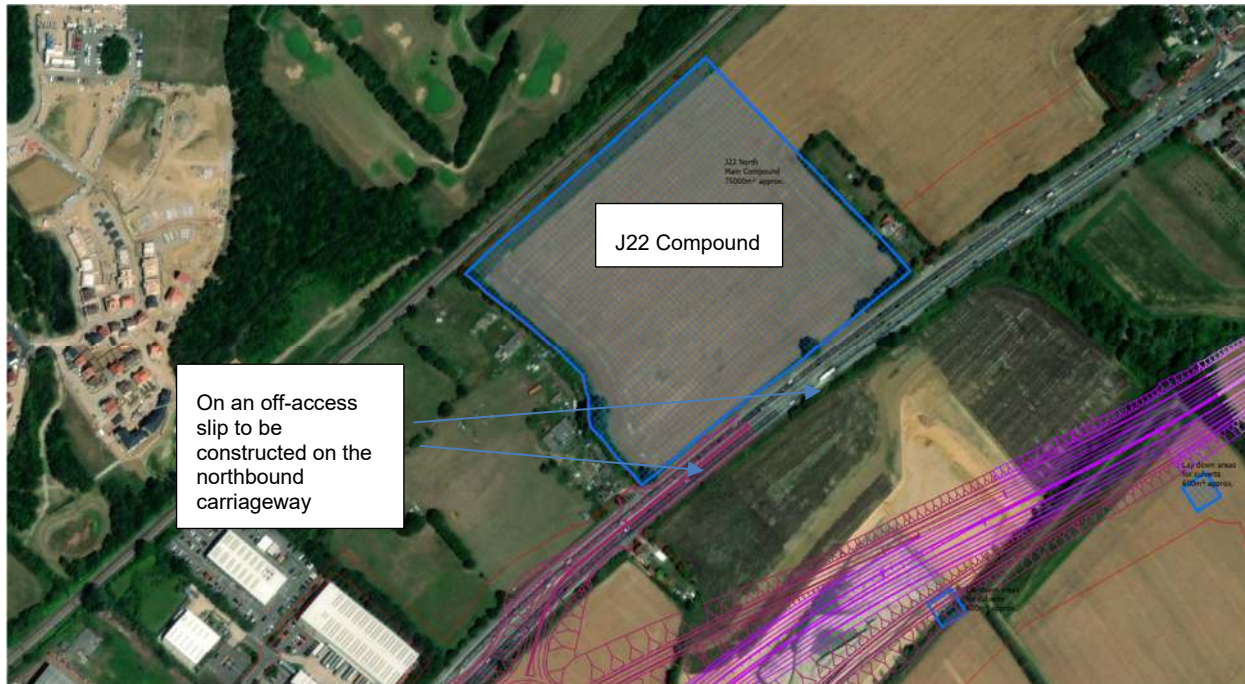 J22 North
Main Compound
75000m² approx.
J22 Compound
On an off-access
slip to be
constructed on the
northbound
carriageway
Lay down areas
for culverts
600m² approx.